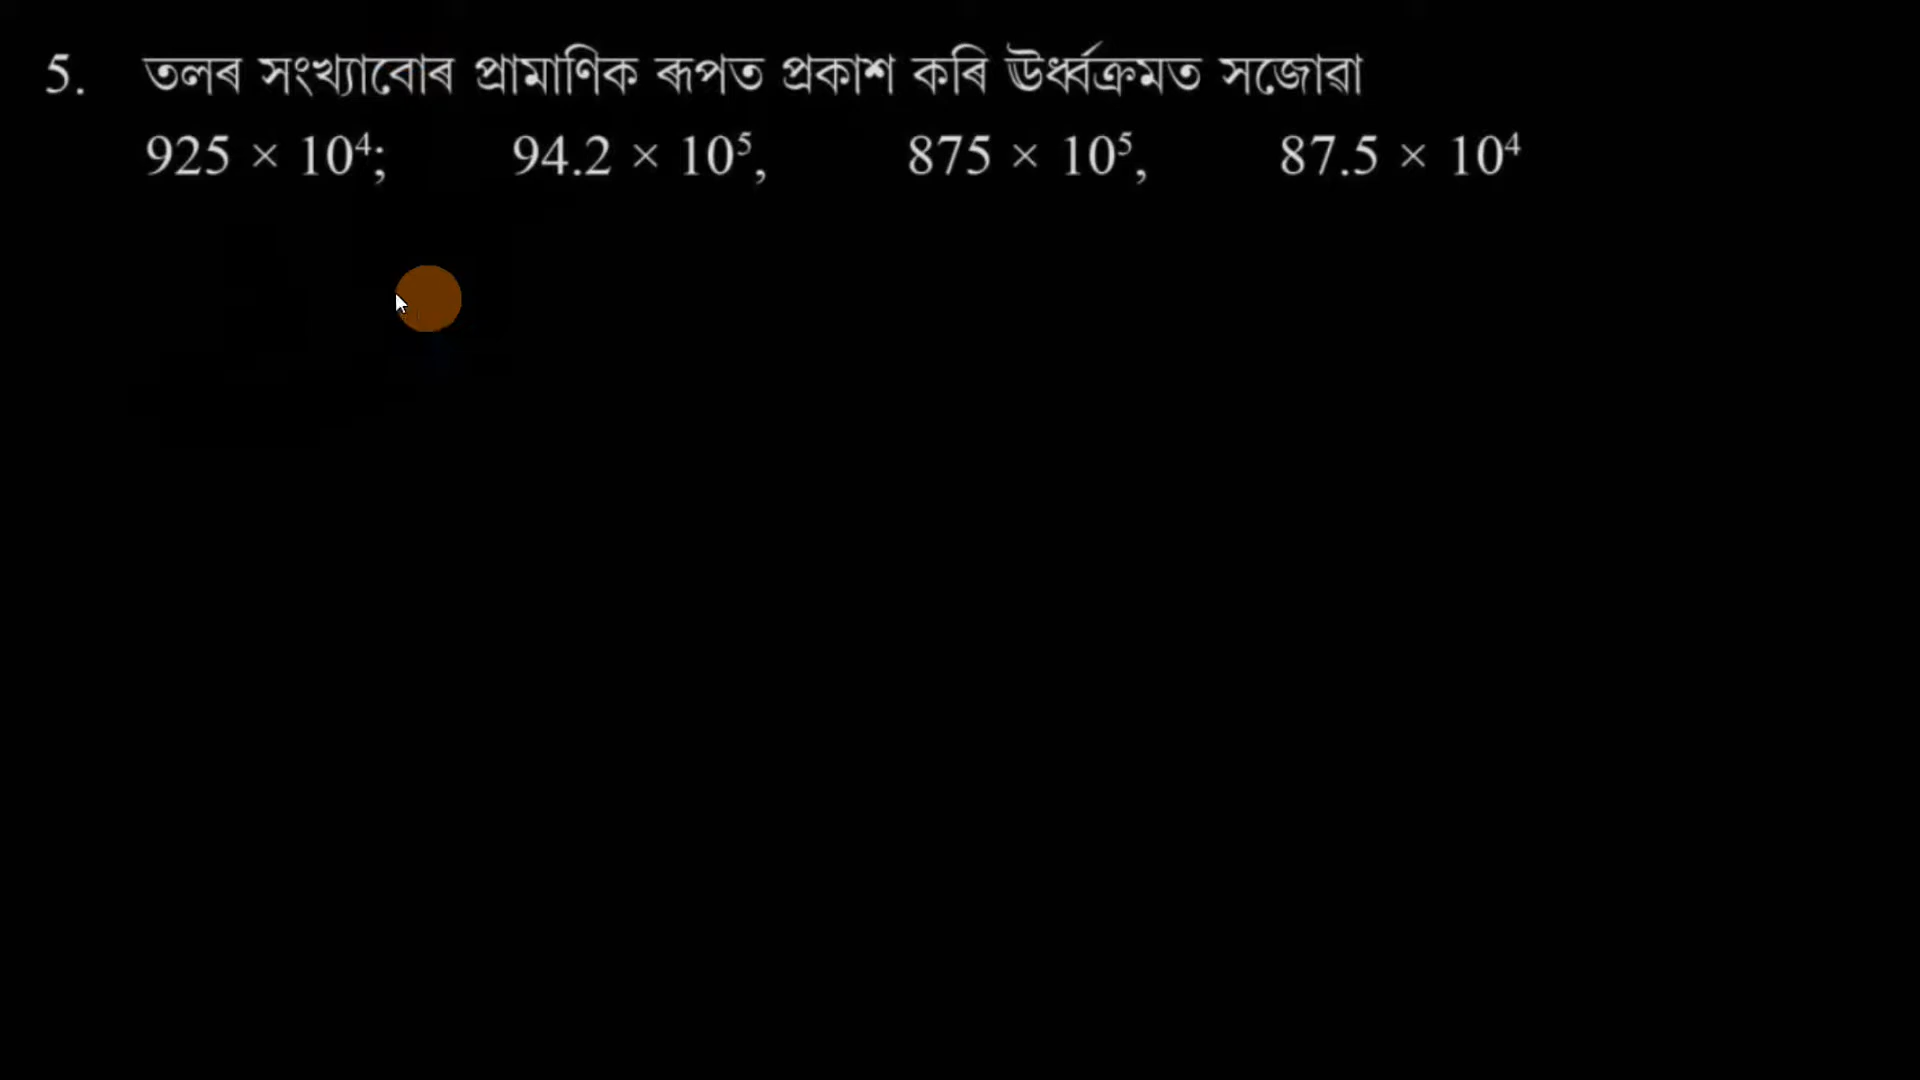 5. তলৰ সংখ্যাবোৰ প্ৰামাণিক ৰূপত প্ৰকাশ কৰি ঊৰ্ধ্বক্ৰমত সজোৱা
925 × 10⁴; 94.2 × 10⁵, 875 × 10⁵, 87.5 × 10⁴